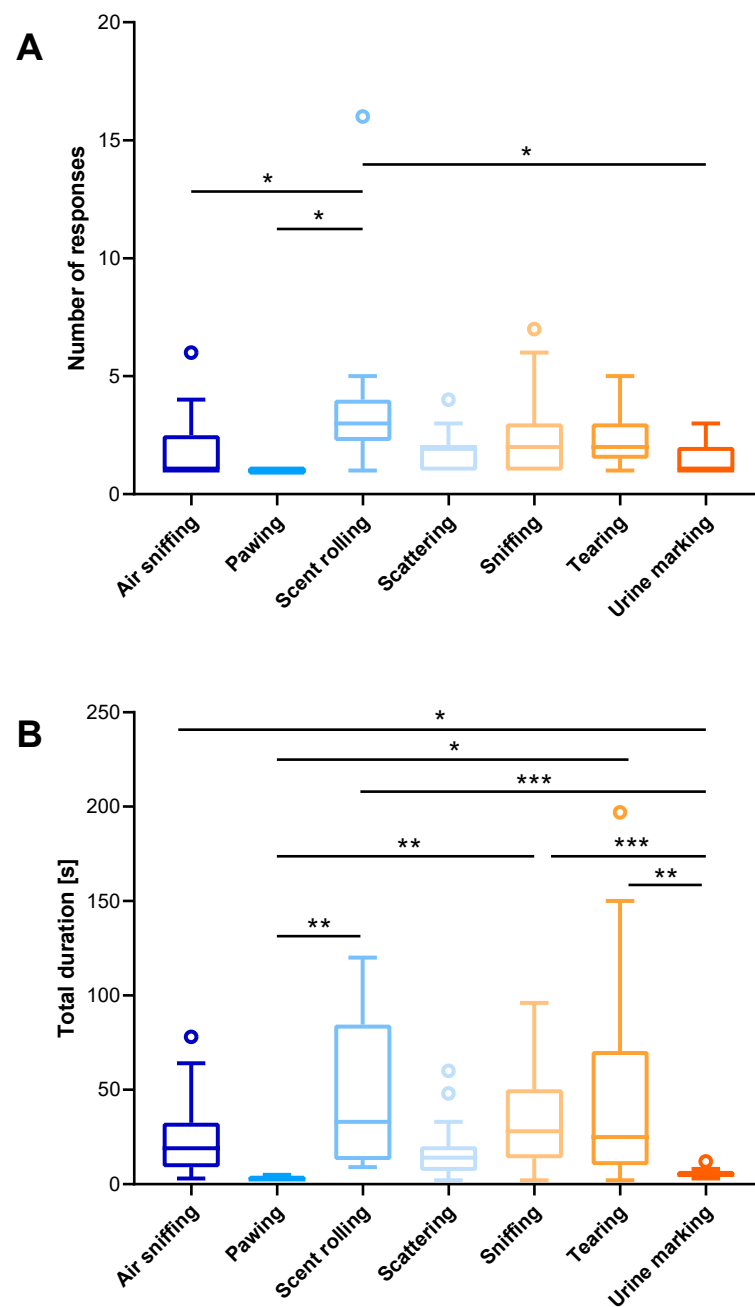 A
Number of responses
20
15
10
5
0
*
*
*
Air sniffing
Pawing
Scent rolling
Scattering
Sniffing
Tearing
Urine marking
B
Total duration [s]
250
200
150
100
50
0
*
*
***
**
***
**
**
Air sniffing
Pawing
Scent rolling
Scattering
Sniffing
Tearing
Urine marking